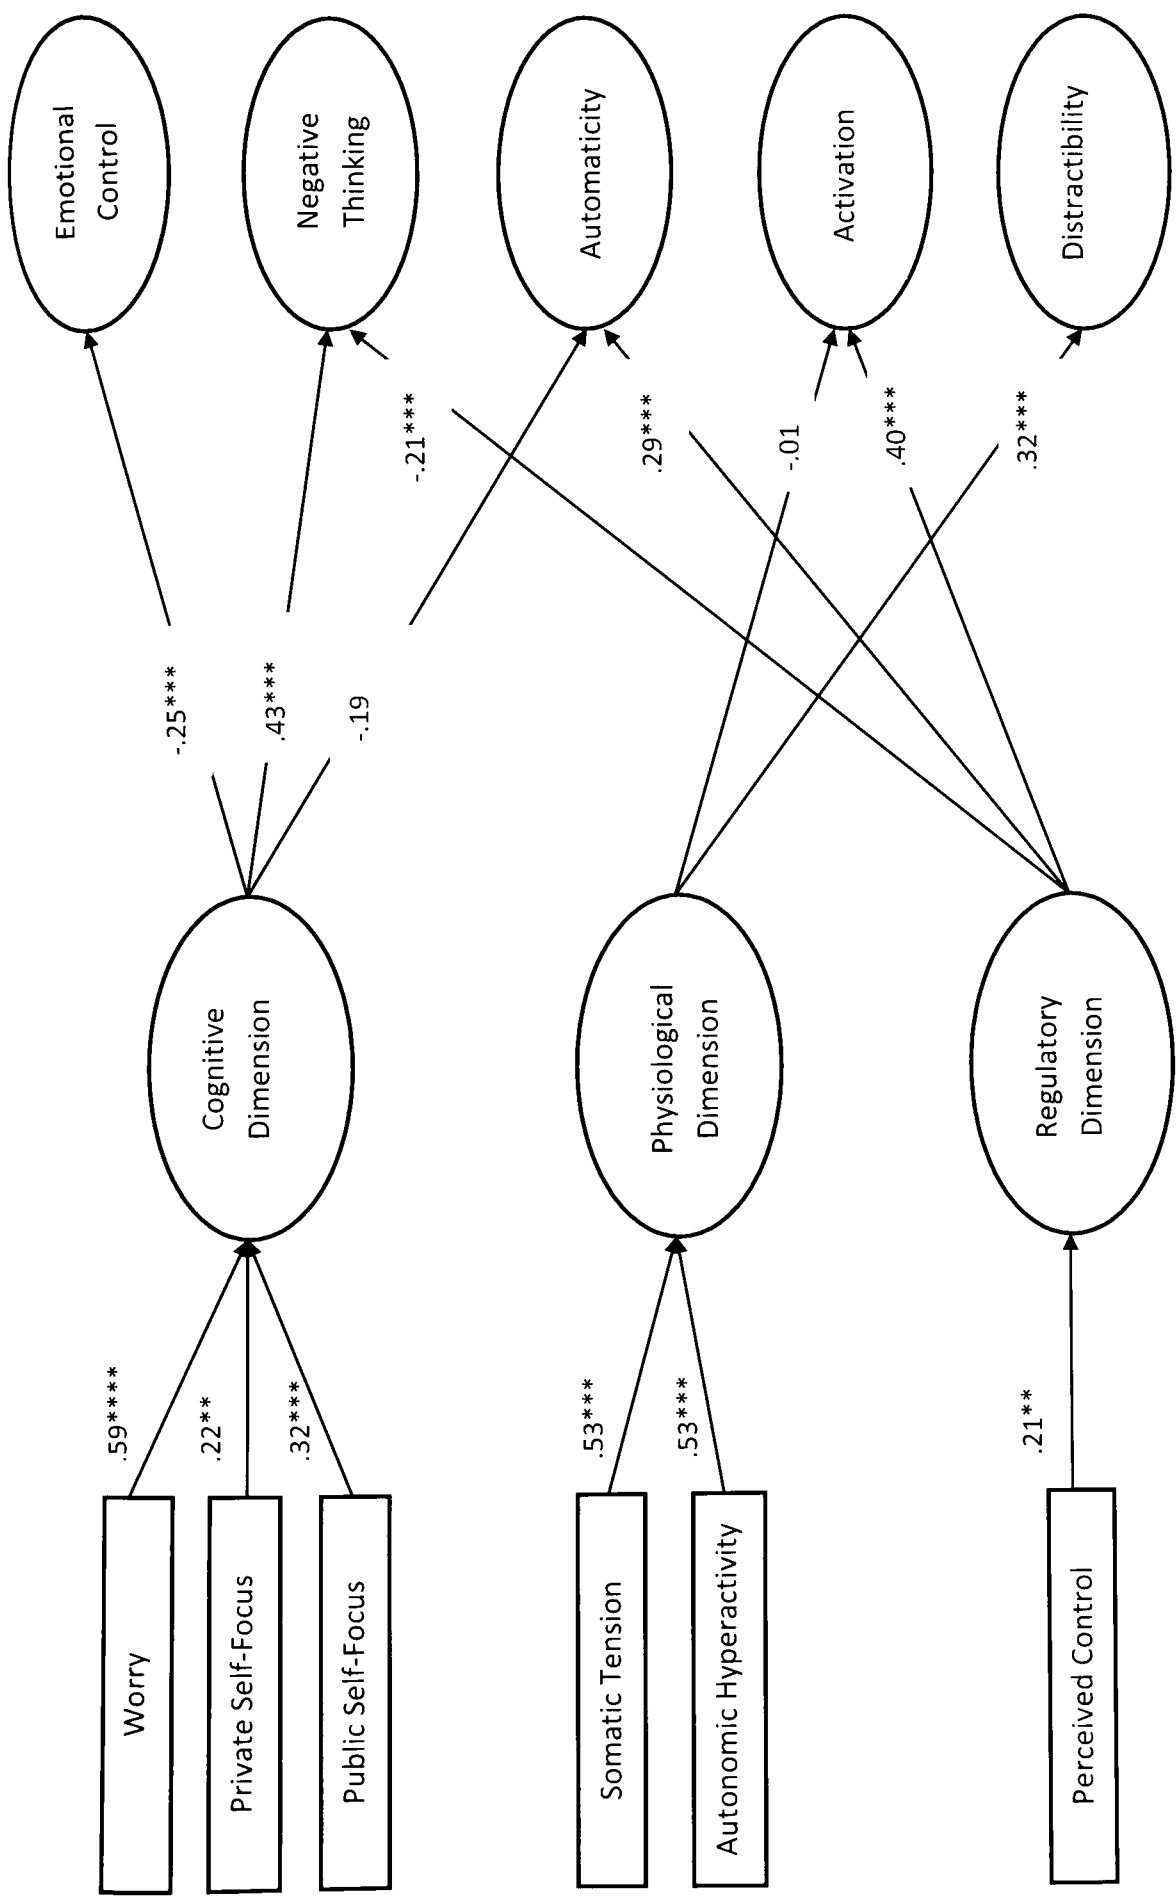 Worry
Private Self-Focus
Public Self-Focus
Somatic Tension
Autonomic Hyperactivity
Perceived Control
.59****
.22**
.32***
.53***
.53***
.21**
Cognitive
Dimension
Physiological
Dimension
Regulatory
Dimension
-.25***
.43***
-.19
-.21***
.29***
-.01
.40***
.32***
Emotional
Control
Negative
Thinking
Automaticity
Activation
Distractibility